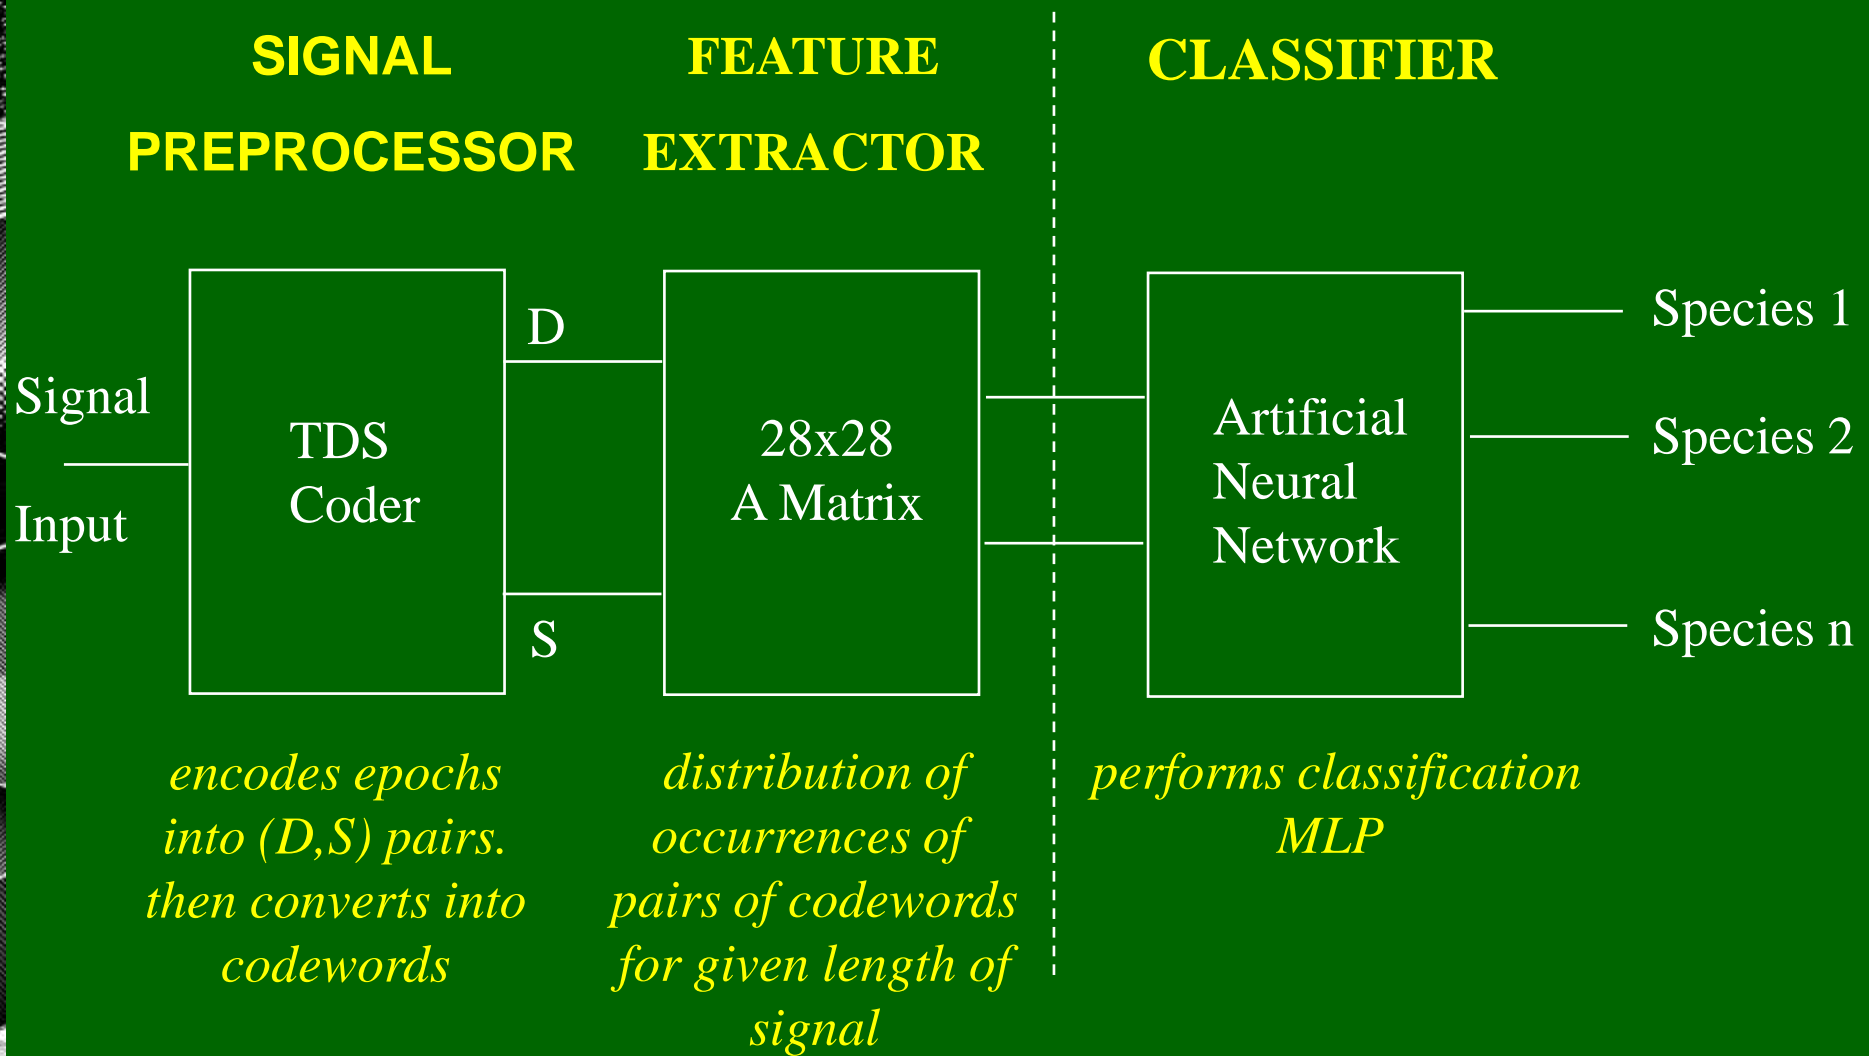 SIGNAL
PREPROCESSOR
FEATURE
EXTRACTOR
CLASSIFIER
Signal
Input
TDS
Coder
D
S
28x28
A Matrix
Artificial
Neural
Network
Species 1
Species 2
Species n
encodes epochs
into (D,S) pairs.
then converts into
codewords
distribution of
occurrences of
pairs of codewords
for given length of
signal
performs classification
MLP